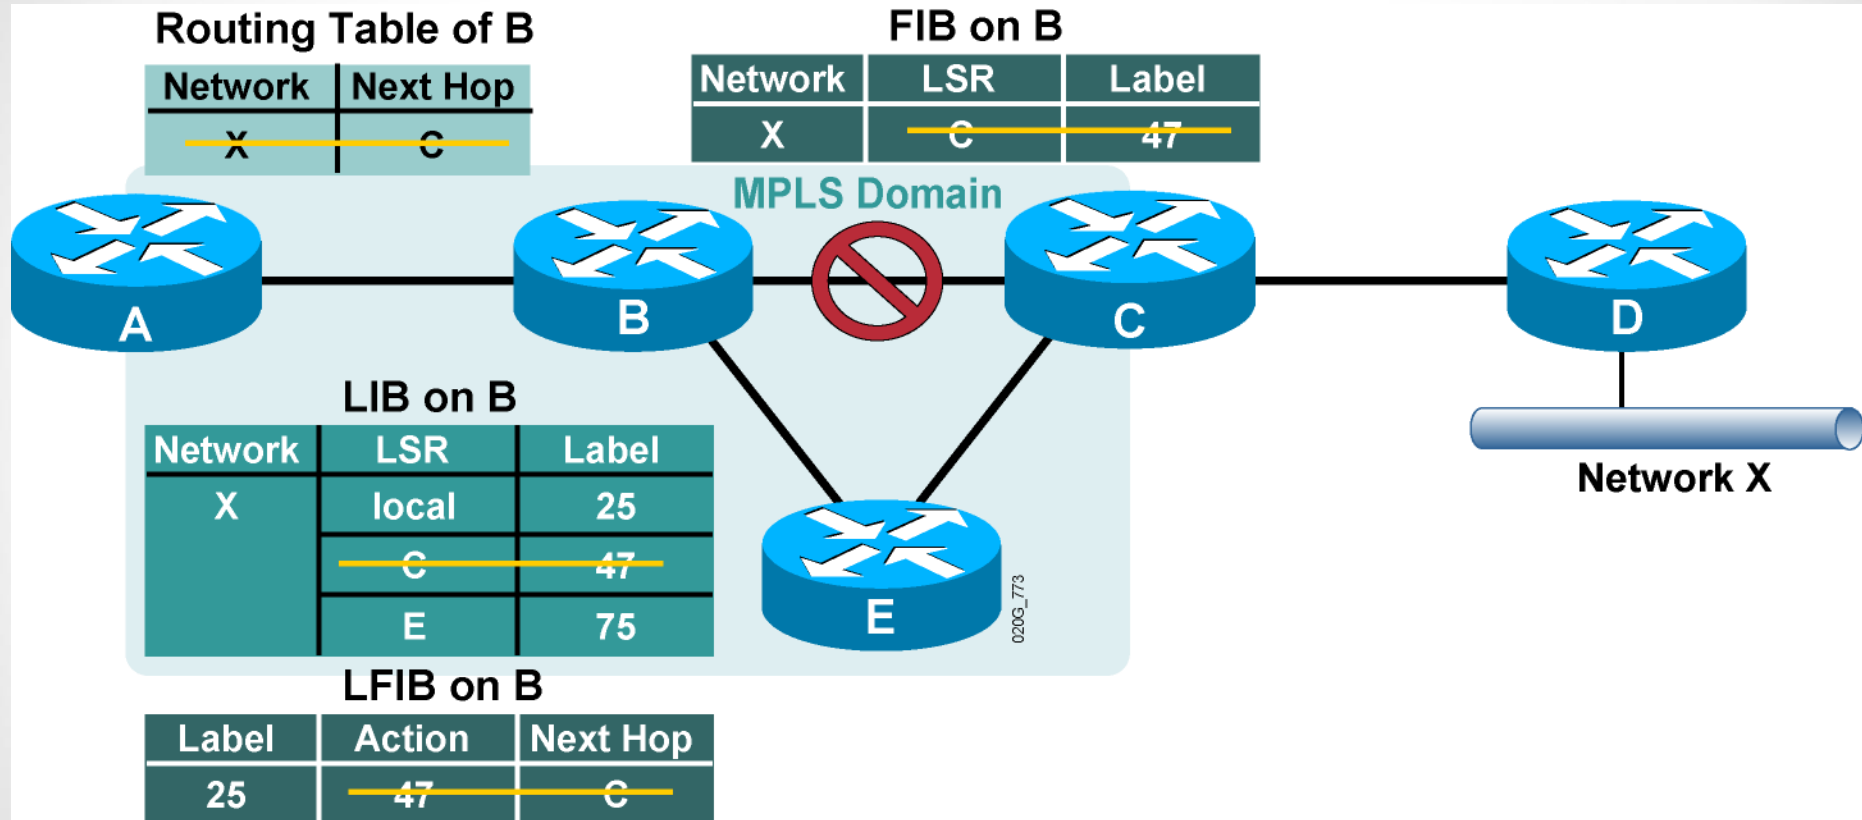 Routing Table of B
Network Next Hop
X C
FIB on B
Network LSR Label
X C 47
MPLS Domain
A
B
C
D
E
Network X
LIB on B
Network LSR Label
X local 25
C 47
E 75
020G_773
LFIB on B
Label Action Next Hop
25 47 C